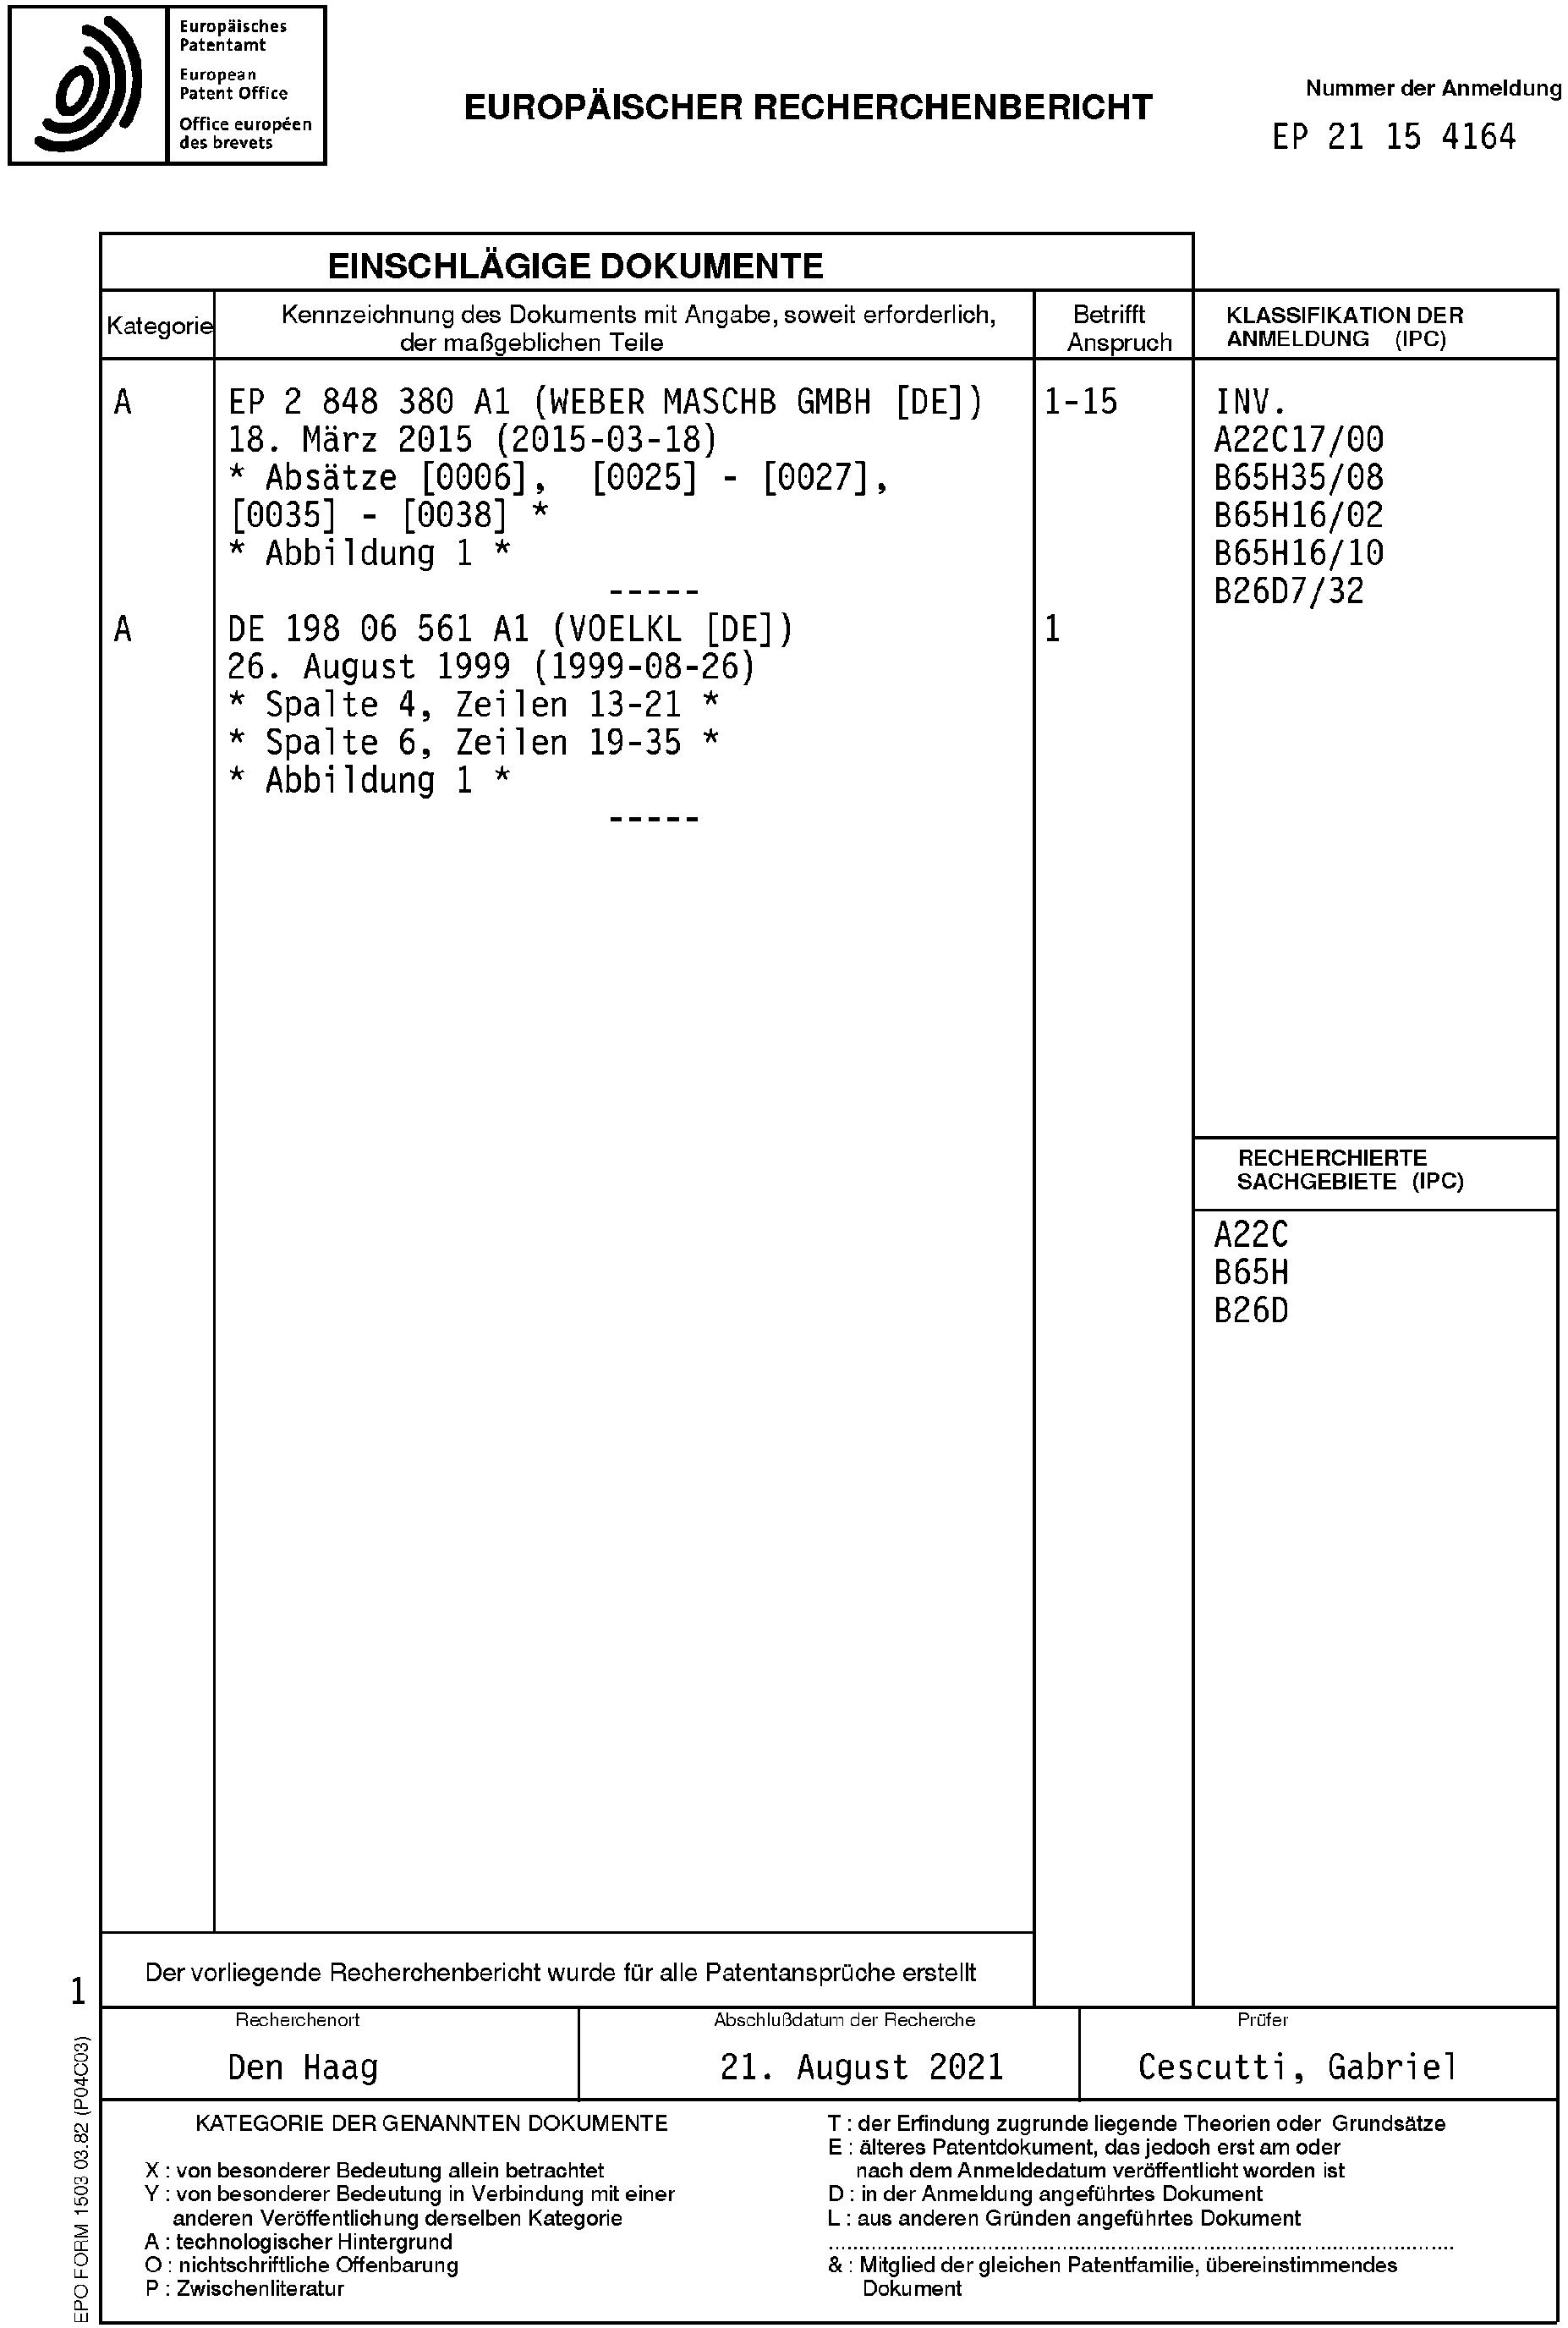 Europäisches
Patentamt
European
Patent Office
Office européen
des brevets
EUROPÄISCHER RECHERCHENBERICHT
Nummer der Anmeldung
EP 21 15 4164
EINSCHLÄGIGE DOKUMENTE
Kategorie
Kennzeichnung des Dokuments mit Angabe, soweit erforderlich,
der maßgeblichen Teile
Betrifft
Anspruch
KLASSIFIKATION DER
ANMELDUNG (IPC)
A
EP 2 848 380 A1 (WEBER MASCHB GMBH [DE])
18. März 2015 (2015-03-18)
* Absätze [0006], [0025] - [0027],
[0035] - [0038] *
* Abbildung 1 *
-----
1-15
A
DE 198 06 561 A1 (VOELKL [DE])
26. August 1999 (1999-08-26)
* Spalte 4, Zeilen 13-21 *
* Spalte 6, Zeilen 19-35 *
* Abbildung 1 *
-----
1
INV.
A22C17/00
B65H35/08
B65H16/02
B65H16/10
B26D7/32
RECHERCHIERTE
SACHGEBIETE (IPC)
A22C
B65H
B26D
Der vorliegende Recherchenbericht wurde für alle Patentansprüche erstellt
Recherchenort
Den Haag
Abschlußdatum der Recherche
21. August 2021
Prüfer
Cescutti, Gabriel
KATEGORIE DER GENANNTEN DOKUMENTE
X : von besonderer Bedeutung allein betrachtet
Y : von besonderer Bedeutung in Verbindung mit einer
anderen Veröffentlichung derselben Kategorie
A : technologischer Hintergrund
O : nichtschriftliche Offenbarung
P : Zwischenliteratur
T : der Erfindung zugrunde liegende Theorien oder Grundsätze
E : älteres Patentdokument, das jedoch erst am oder
nach dem Anmeldedatum veröffentlicht worden ist
D : in der Anmeldung angeführtes Dokument
L : aus anderen Gründen angeführtes Dokument
& : Mitglied der gleichen Patentfamilie, übereinstimmendes
Dokument
1
EPO FORM 1503 03.82 (P04C03)